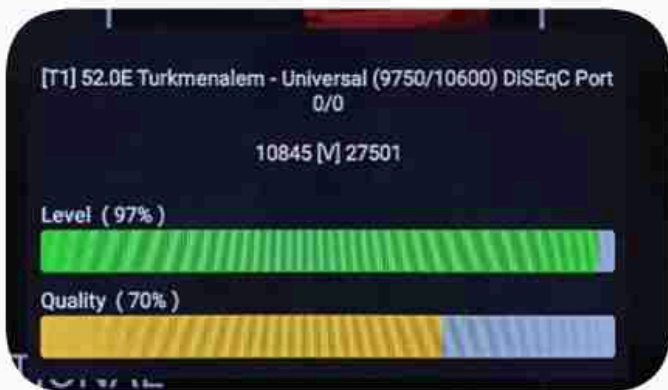 [T1] 52.0E Turkmenalem - Universal (9750/10600) DiSEqC Port
0/0
10845 [V] 27501
Level ( 97% )
Quality ( 70% )